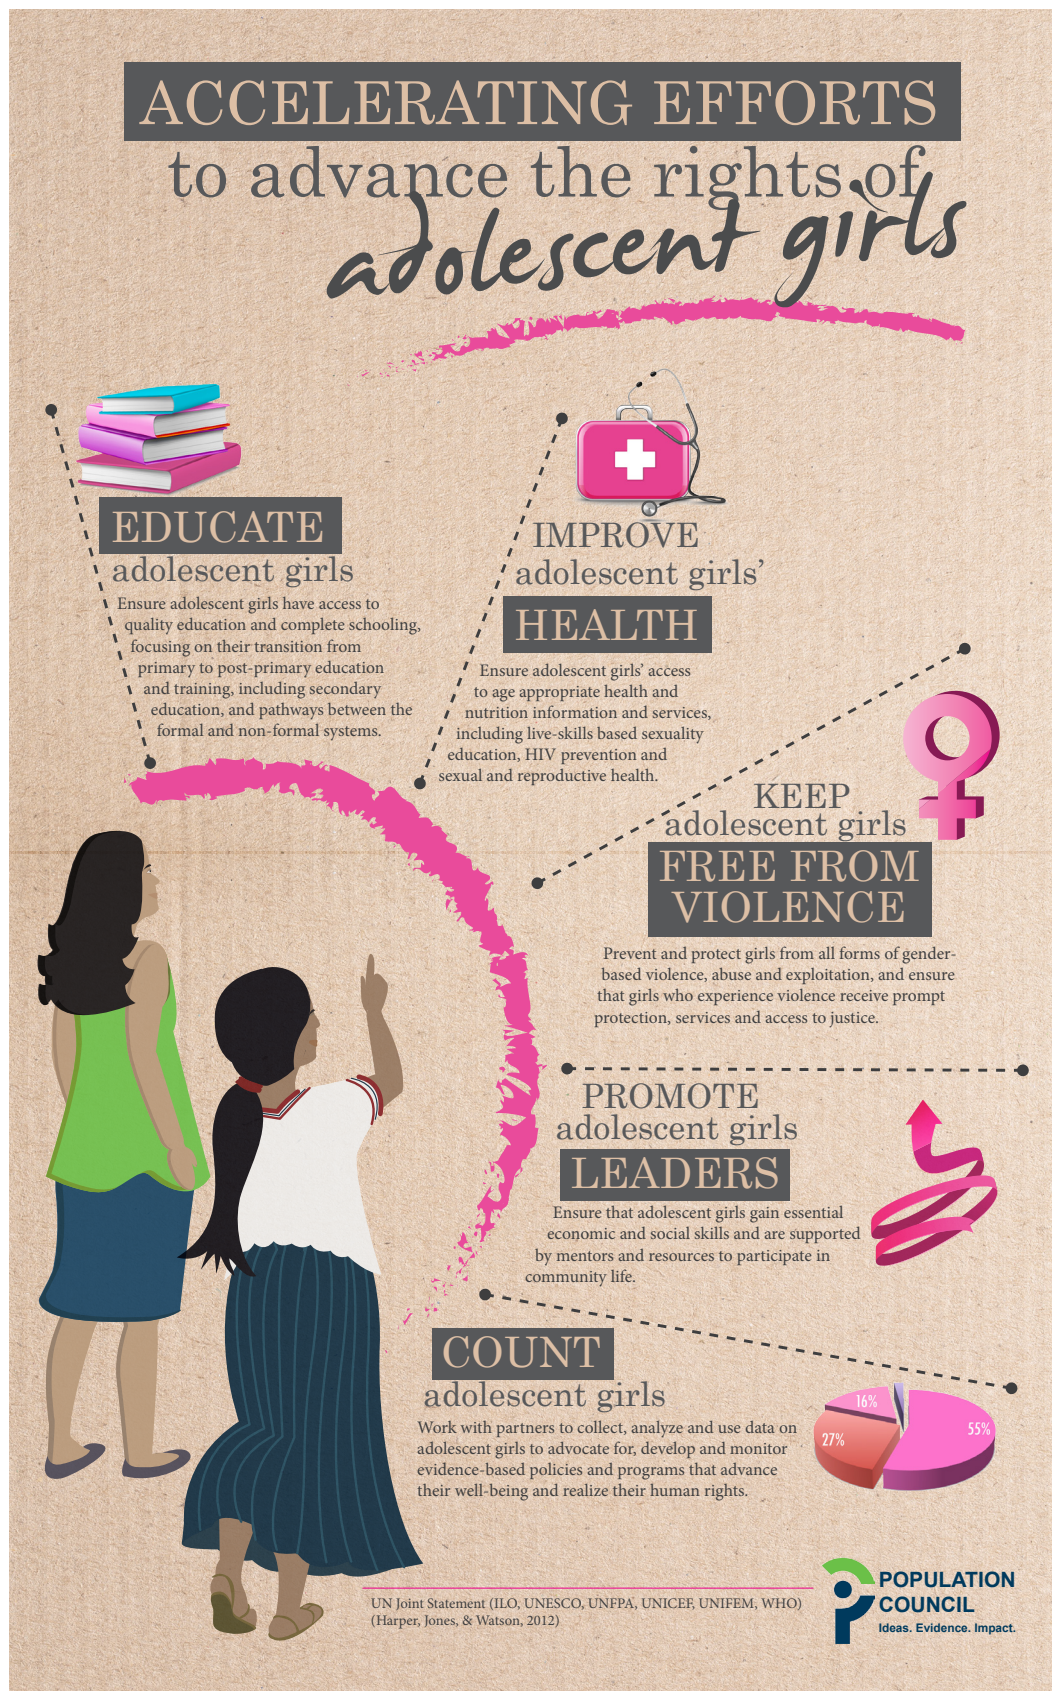 ACCELERATING EFFORTS
to advance the rights of
adolescent girls
EDUCATE
adolescent girls
Ensure adolescent girls have access to
quality education and complete schooling,
focusing on their transition from
primary to post-primary education
and training, including secondary
education, and pathways between the
formal and non-formal systems.
IMPROVE
adolescent girls’
HEALTH
Ensure adolescent girls’ access
to age appropriate health and
nutrition information and services,
including live-skills based sexuality
education, HIV prevention and
sexual and reproductive health.
KEEP
adolescent girls
FREE FROM
VIOLENCE
Prevent and protect girls from all forms of gender-
based violence, abuse and exploitation, and ensure
that girls who experience violence receive prompt
protection, services and access to justice.
PROMOTE
adolescent girls
LEADERS
Ensure that adolescent girls gain essential
economic and social skills and are supported
by mentors and resources to participate in
community life.
COUNT
adolescent girls
Work with partners to collect, analyze and use data on
adolescent girls to advocate for, develop and monitor
evidence-based policies and programs that advance
their well-being and realize their human rights.
16%
55%
27%
UN Joint Statement (ILO, UNESCO, UNFPA, UNICEF, UNIFEM, WHO)
(Harper, Jones, & Watson, 2012)
POPULATION
COUNCIL
Ideas. Evidence. Impact.